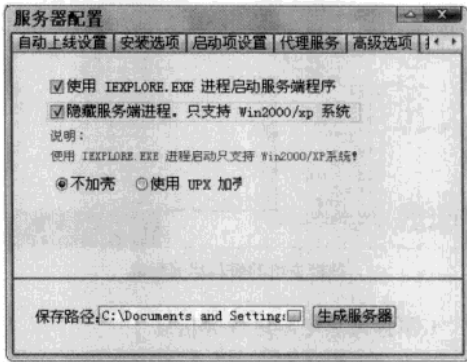 服务器配置
自动上线设置 安装选项 启动项设置 代理服务 高级选项
使用 IEXPLORE.EXE 进程启动服务端程序
隐藏服务端进程。只支持 Win2000/xp 系统
说明:
使用 IEXPLORE.EXE 进程启动只支持 Win2000/XP系统!
不加壳 使用 UPX 加壳
保存路径: C:\Documents and Setting: 生成服务器